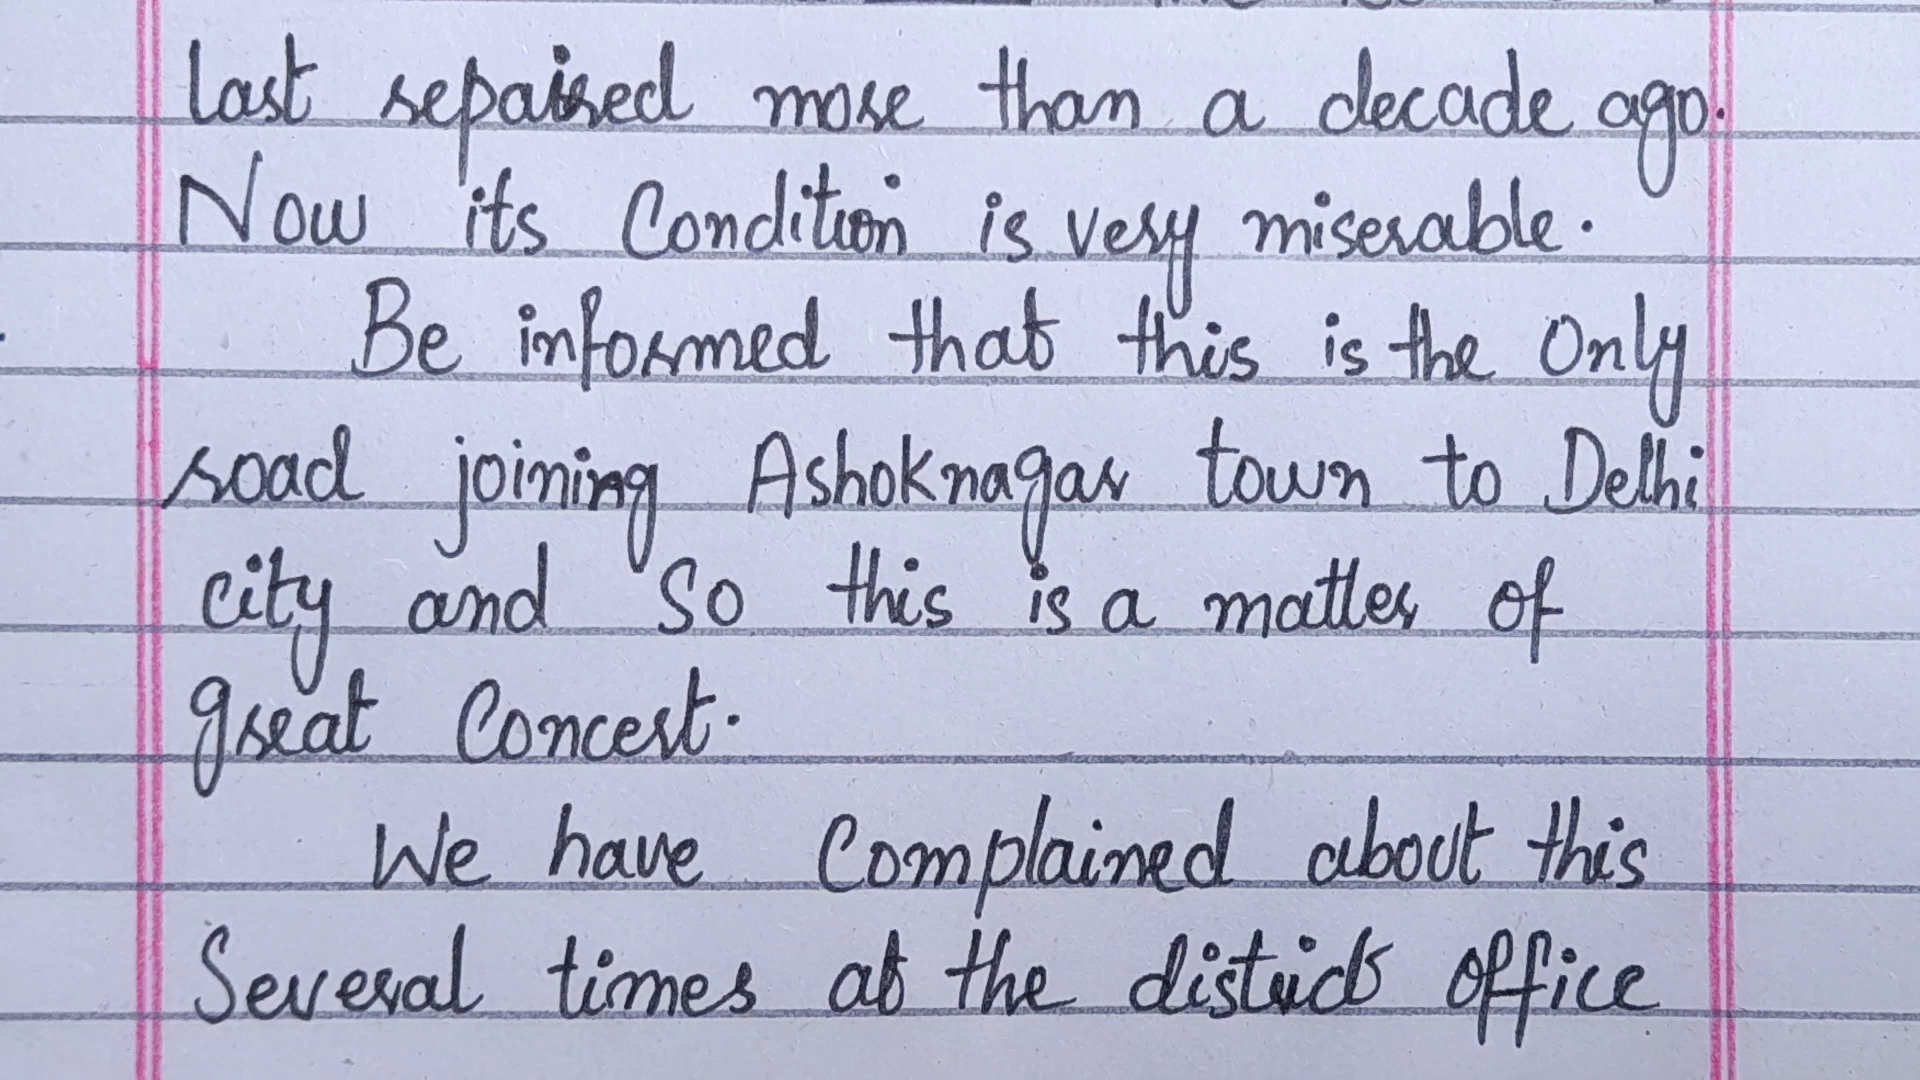 last repaired more than a decade ago.
Now its Condition is very miserable.
Be informed that this is the Only
road joining Ashoknagar town to Delhi
city and So this is a matter of
great Concert.
We have Complained about this
Several times at the district office